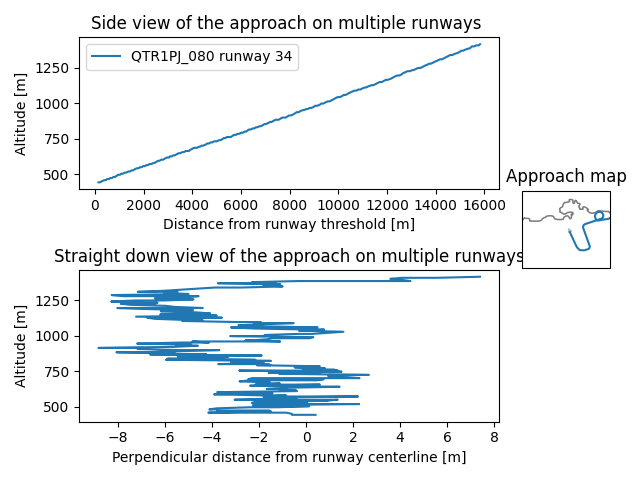 Side view of the approach on multiple runways
QTR1PJ_080 runway 34
Altitude [m]
1250
1000
750
500
0 2000 4000 6000 8000 10000 12000 14000 16000
Distance from runway threshold [m]
Approach map
Straight down view of the approach on multiple runways
Altitude [m]
1250
1000
750
500
−8 −6 −4 −2 0 2 4 6 8
Perpendicular distance from runway centerline [m]